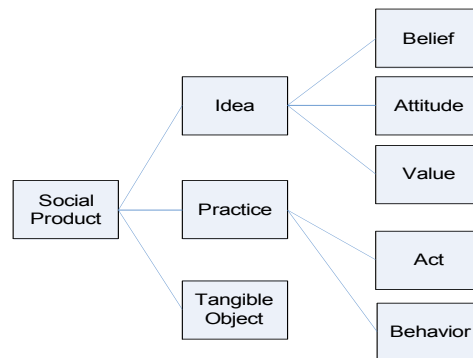 Belief
Idea
Attitude
Value
Social
Product
Practice
Act
Tangible
Object
Behavior